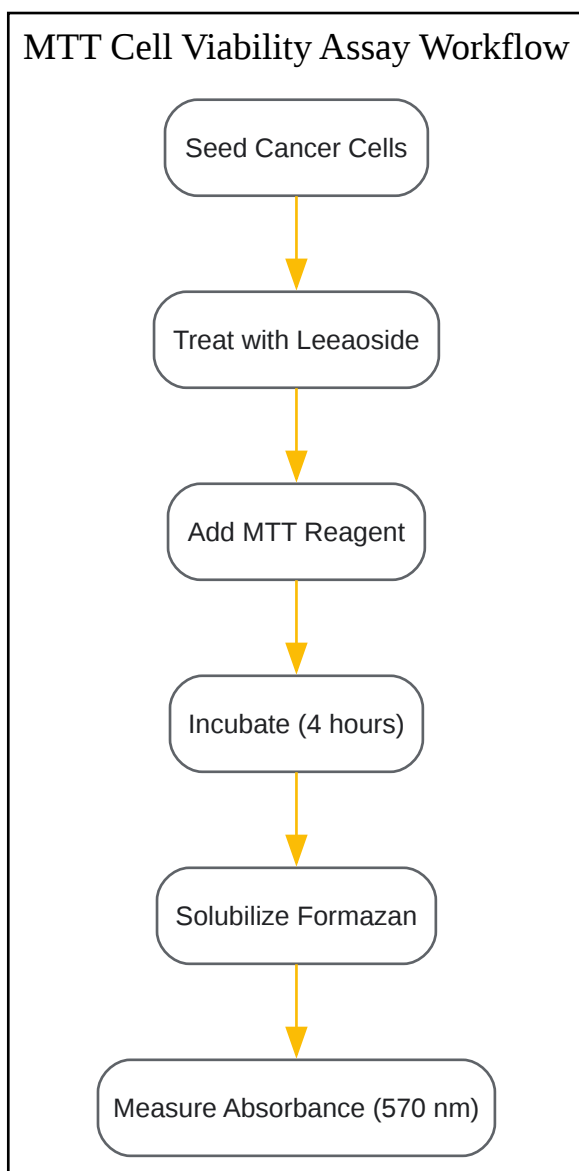 MTT Cell Viability Assay Workflow
Seed Cancer Cells
Treat with Leeaoside
Add MTT Reagent
Incubate (4 hours)
Solubilize Formazan
Measure Absorbance (570 nm)